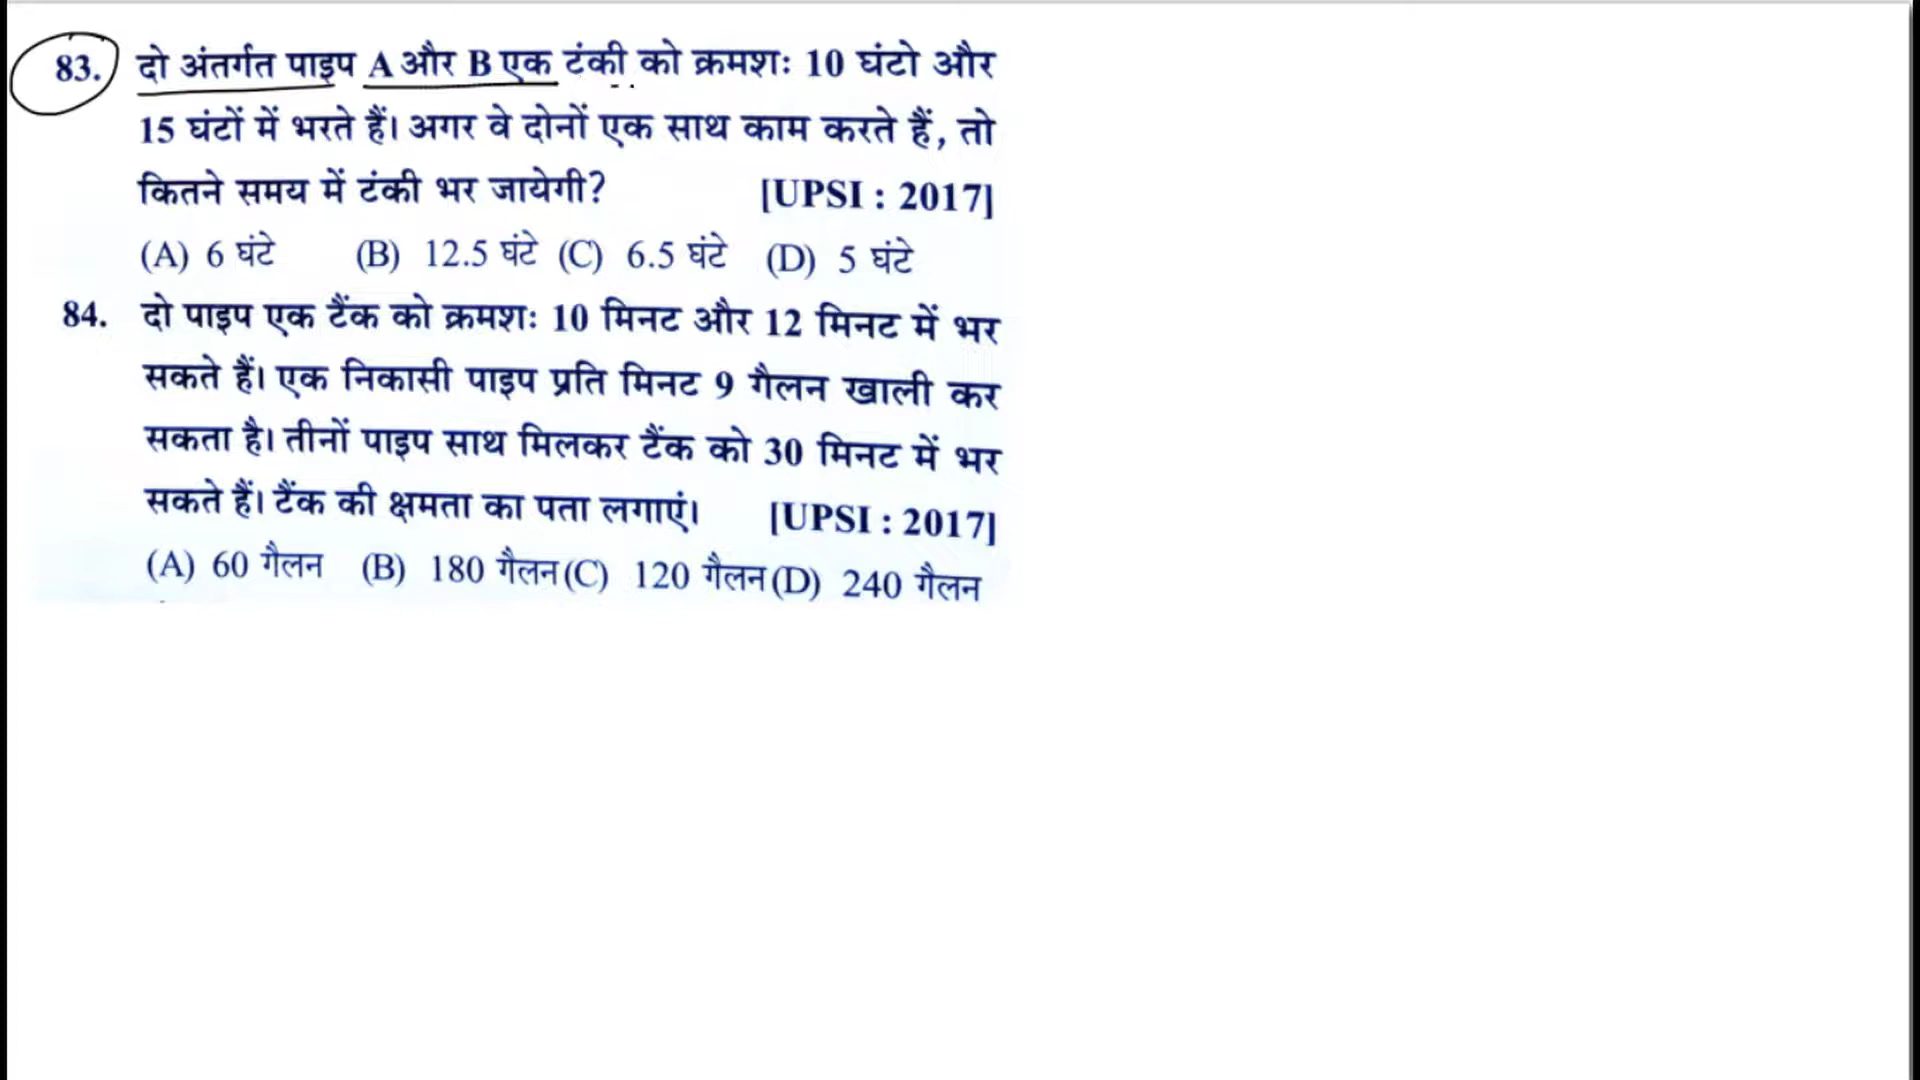 83. दो अंतर्गत पाइप A और B एक टंकी को क्रमशः 10 घंटो और
15 घंटों में भरते हैं। अगर वे दोनों एक साथ काम करते हैं, तो
कितने समय में टंकी भर जायेगी? [UPSI : 2017]
(A) 6 घंटे (B) 12.5 घंटे (C) 6.5 घंटे (D) 5 घंटे
84. दो पाइप एक टैंक को क्रमशः 10 मिनट और 12 मिनट में भर
सकते हैं। एक निकासी पाइप प्रति मिनट 9 गैलन खाली कर
सकता है। तीनों पाइप साथ मिलकर टैंक को 30 मिनट में भर
सकते हैं। टैंक की क्षमता का पता लगाएं। [UPSI : 2017]
(A) 60 गैलन (B) 180 गैलन (C) 120 गैलन (D) 240 गैलन